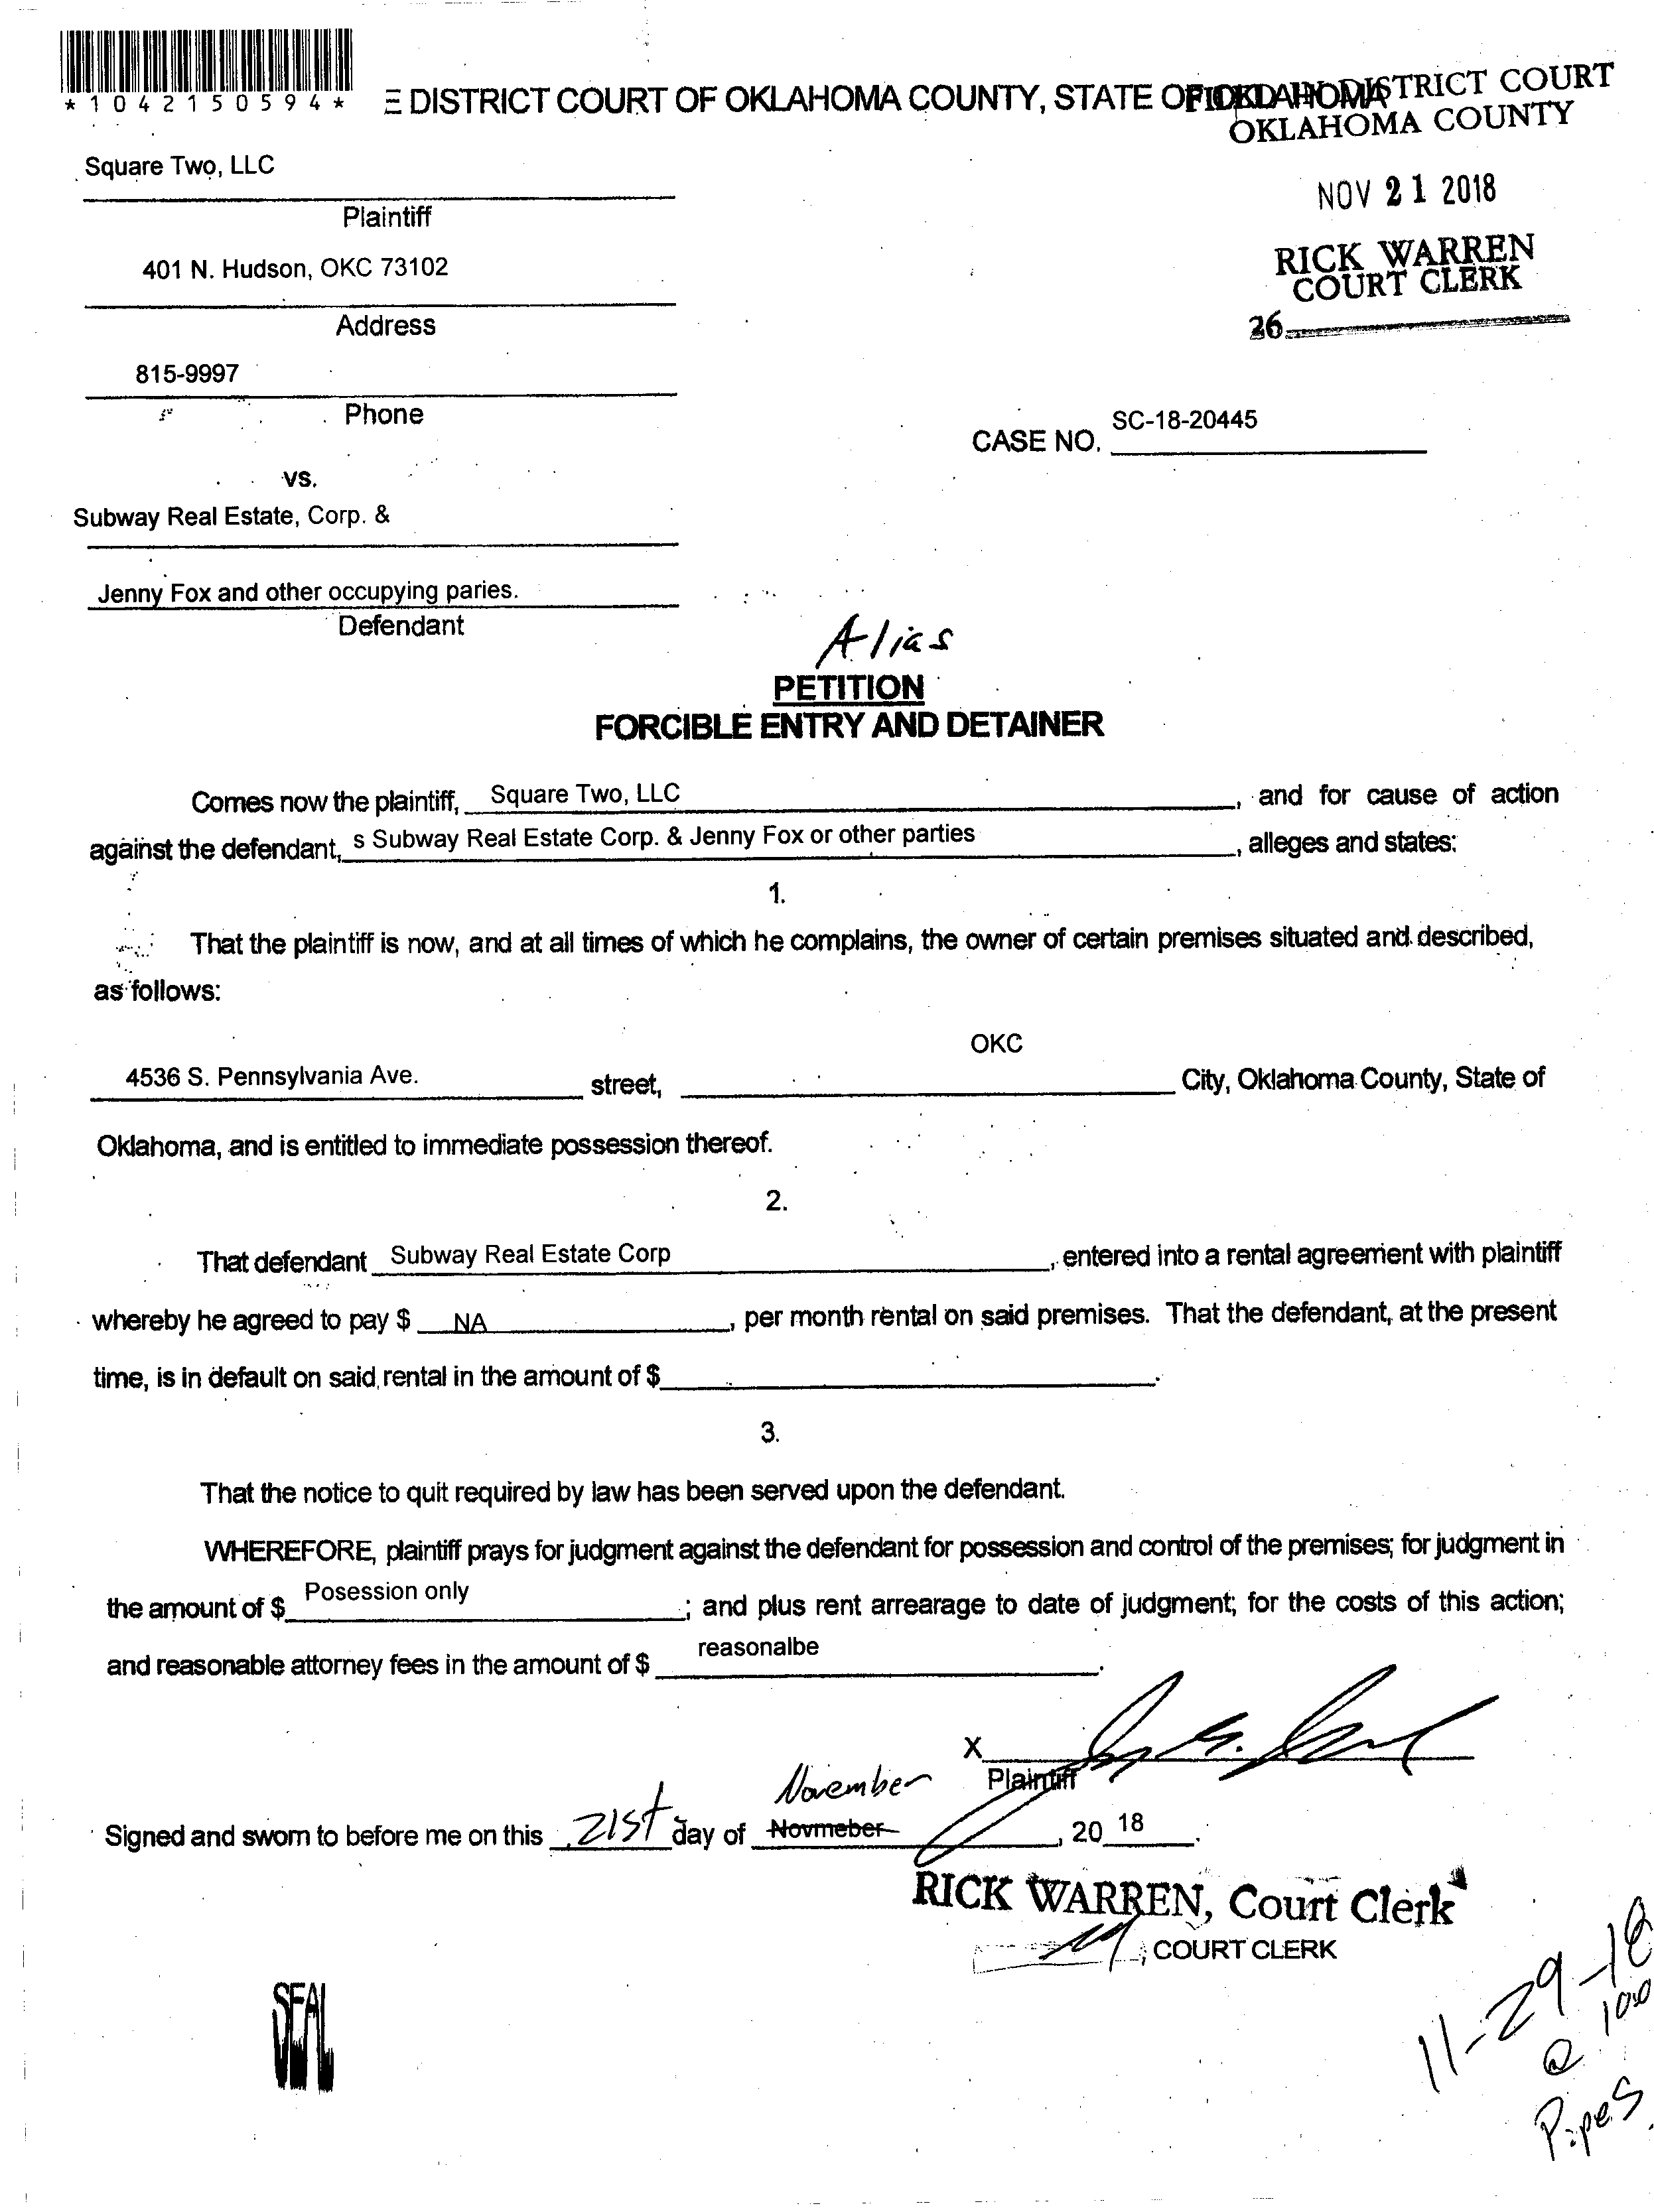 *1042150594*
E DISTRICT COURT OF OKLAHOMA COUNTY, STATE OF OKLAHOMA
FILED IN DISTRICT COURT
OKLAHOMA COUNTY
Square Two, LLC
NOV 21 2018
Plaintiff
RICK WARREN
COURT CLERK
401 N. Hudson, OKC 73102
Address
26
815-9997
Phone
CASE NO. SC-18-20445
vs.
Subway Real Estate, Corp. &
Jenny Fox and other occupying paries.
Defendant
Alias
PETITION
FORCIBLE ENTRY AND DETAINER
Comes now the plaintiff, Square Two, LLC, and for cause of action
against the defendant, s Subway Real Estate Corp. & Jenny Fox or other parties, alleges and states:
1.
That the plaintiff is now, and at all times of which he complains, the owner of certain premises situated and described,
as follows:
4536 S. Pennsylvania Ave. street, OKC City, Oklahoma County, State of
Oklahoma, and is entitled to immediate possession thereof.
2.
That defendant Subway Real Estate Corp, entered into a rental agreement with plaintiff
whereby he agreed to pay $ NA, per month rental on said premises. That the defendant, at the present
time, is in default on said rental in the amount of $ .
3.
That the notice to quit required by law has been served upon the defendant.
WHEREFORE, plaintiff prays for judgment against the defendant for possession and control of the premises; for judgment in
the amount of $ Posession only; and plus rent arrearage to date of judgment; for the costs of this action;
and reasonable attorney fees in the amount of $ reasonalbe.
X
Plaintiff
November
Signed and sworn to before me on this 21st day of Novmeber, 20 18.
RICK WARREN, Court Clerk
, COURT CLERK
SEAL
11-29-18
@ 100
Pipes